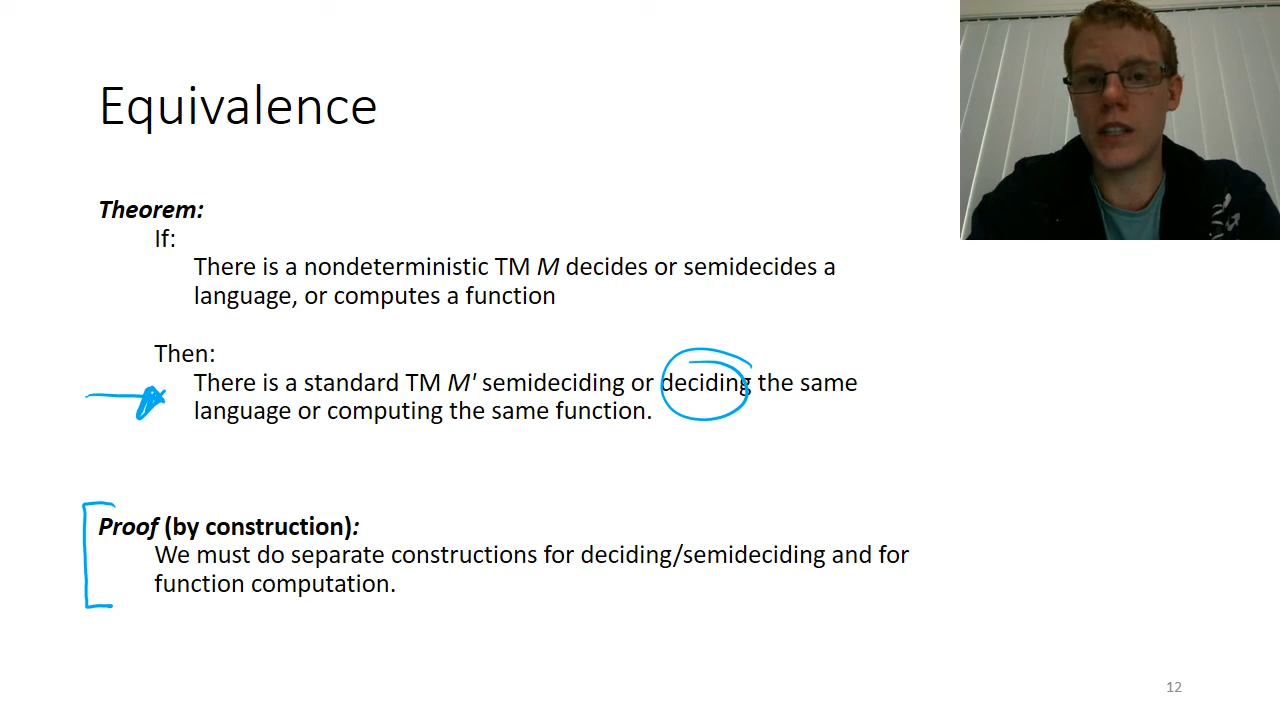 Equivalence
Theorem:
If:
There is a nondeterministic TM M decides or semidecides a
language, or computes a function
Then:
There is a standard TM M' semideciding or deciding the same
language or computing the same function.
Proof (by construction):
We must do separate constructions for deciding/semideciding and for
function computation.
12